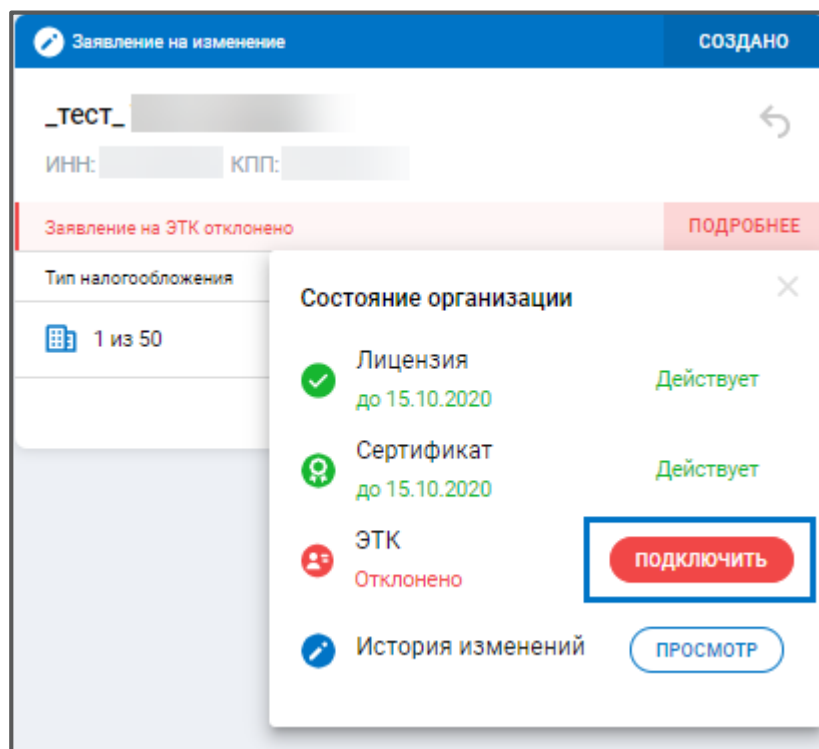 Заявление на изменение СОЗДАНО
_тест_
ИНН: КПП:
Заявление на ЭТК отклонено ПОДРОБНЕЕ
Тип налогообложения
1 из 50
Состояние организации
Лицензия
до 15.10.2020
Действует
Сертификат
до 15.10.2020
Действует
ЭТК
Отклонено
ПОДКЛЮЧИТЬ
История изменений
ПРОСМОТР